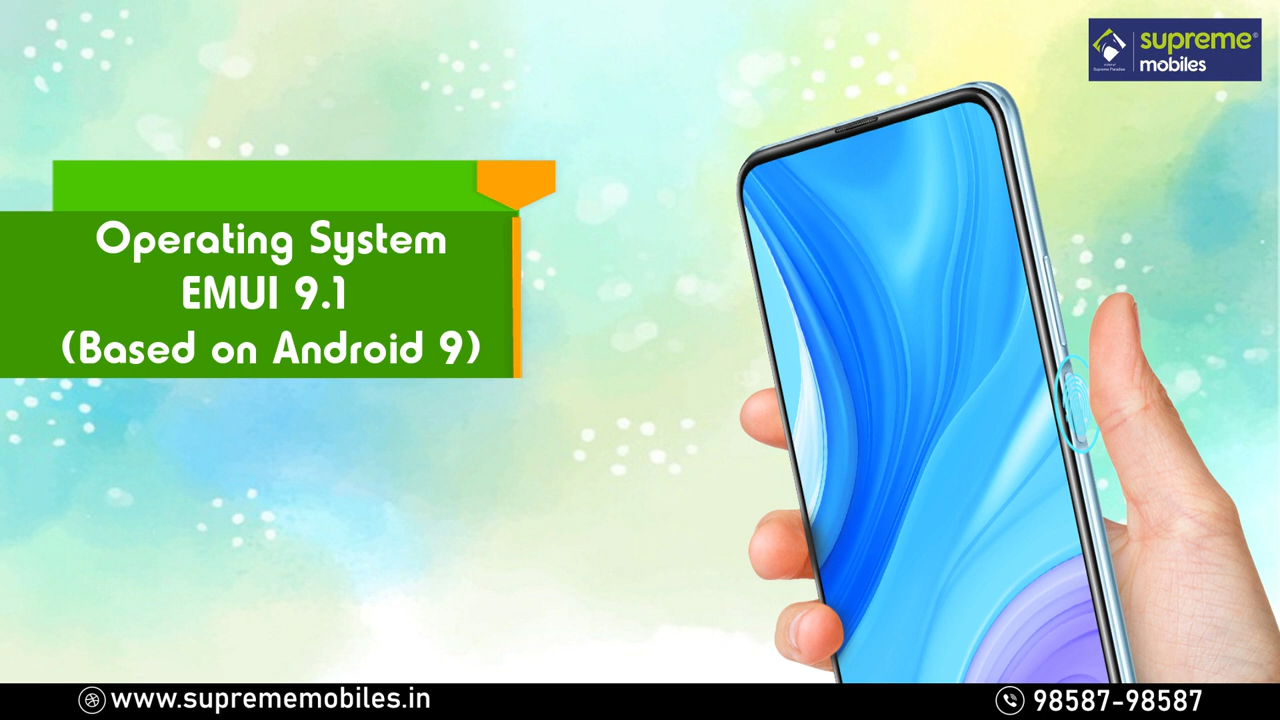 supreme®
mobiles
Operating System
EMUI 9.1
(Based on Android 9)
www.suprememobiles.in
98587-98587